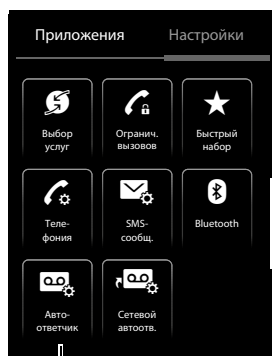 Приложения Настройки
Выбор Огранич. Быстрый
услуг вызовов набор
Теле- SMS- Bluetooth
фония сообщ.
Авто- Сетевой
ответчик автоотв.